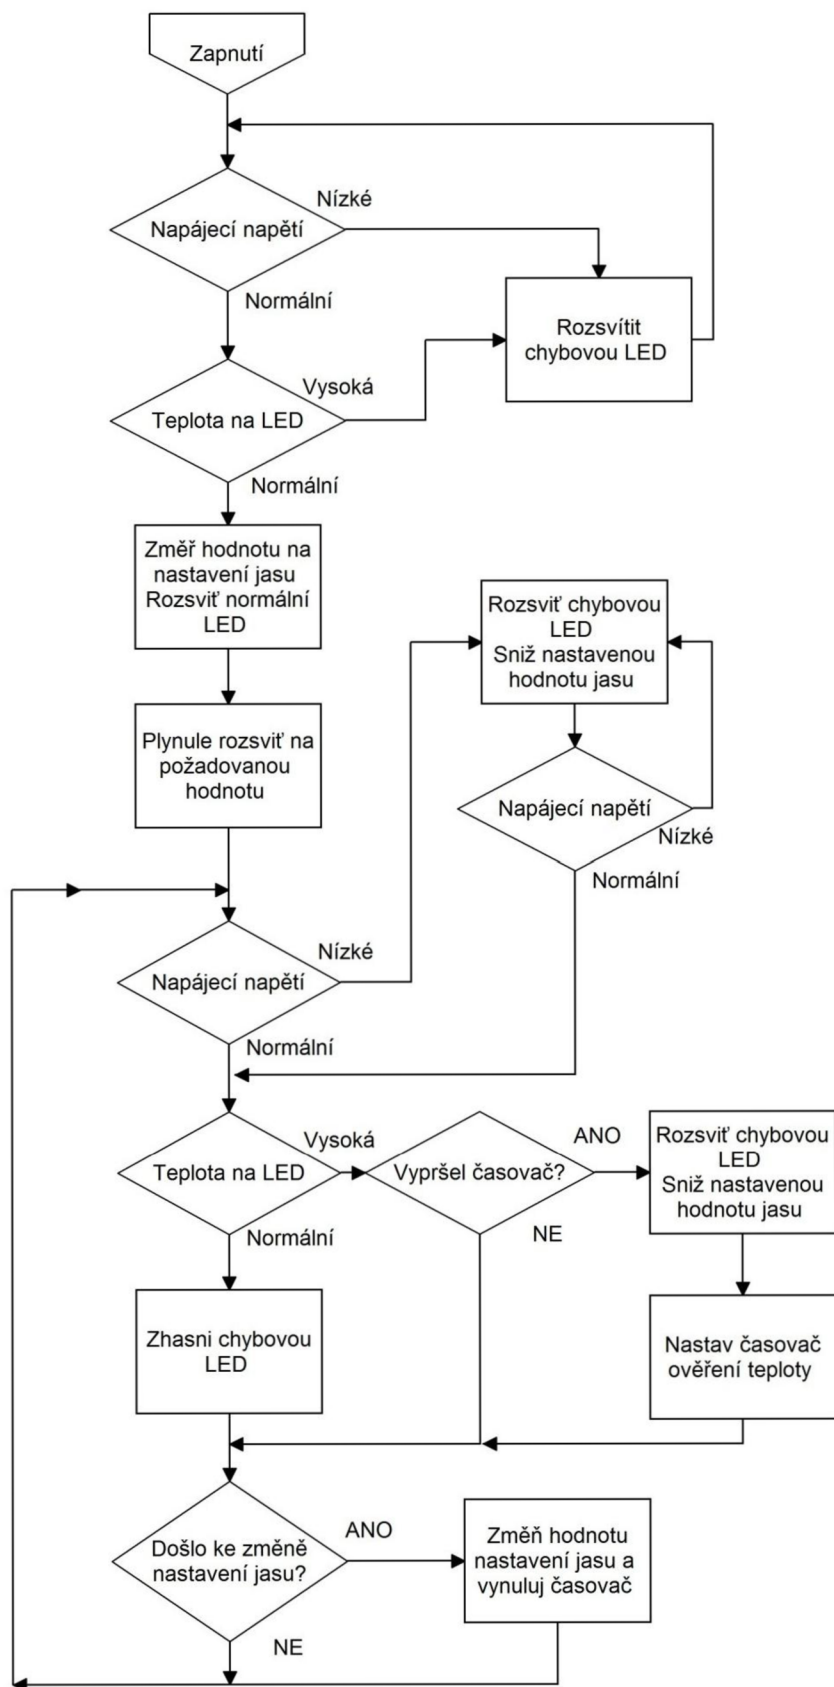 Zapnutí
Nízké
Napájecí napětí
Normální
Rozsvítit
chybovou LED
Vysoká
Teplota na LED
Normální
Změř hodnotu na
nastavení jasu
Rozsviť normální
LED
Plynule rozsviť na
požadovanou
hodnotu
Rozsviť chybovou
LED
Sniž nastavenou
hodnotu jasu
Napájecí napětí
Nízké
Normální
Nízké
Napájecí napětí
Normální
Vysoká
Teplota na LED
Normální
Vypršel časovač?
ANO
NE
Rozsviť chybovou
LED
Sniž nastavenou
hodnotu jasu
Nastav časovač
ověření teploty
Zhasni chybovou
LED
Došlo ke změně
nastavení jasu?
ANO
NE
Změň hodnotu
nastavení jasu a
vynuluj časovač